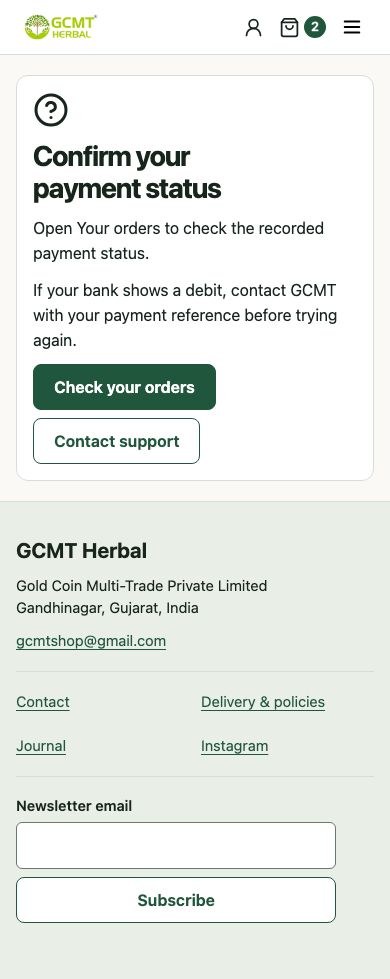 GCMT
HERBAL
2
Confirm your
payment status
Open Your orders to check the recorded
payment status.
If your bank shows a debit, contact GCMT
with your payment reference before trying
again.
Check your orders
Contact support
GCMT Herbal
Gold Coin Multi-Trade Private Limited
Gandhinagar, Gujarat, India
gcmtshop@gmail.com
Contact
Delivery & policies
Journal
Instagram
Newsletter email
Subscribe